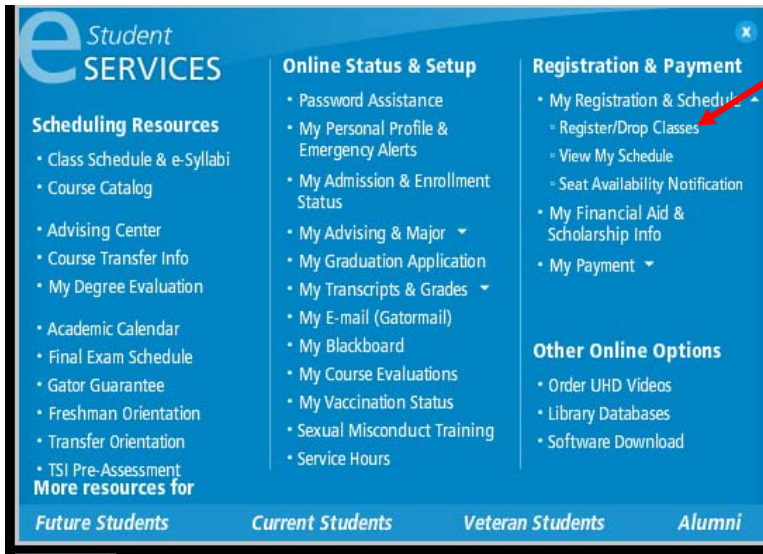 e Student
SERVICES
x
Scheduling Resources
• Class Schedule & e-Syllabi
• Course Catalog
• Advising Center
• Course Transfer Info
• My Degree Evaluation
• Academic Calendar
• Final Exam Schedule
• Gator Guarantee
• Freshman Orientation
• Transfer Orientation
• TSI Pre-Assessment
Online Status & Setup
• Password Assistance
• My Personal Profile &
Emergency Alerts
• My Admission & Enrollment
Status
• My Advising & Major
• My Graduation Application
• My Transcripts & Grades
• My E-mail (Gatormail)
• My Blackboard
• My Course Evaluations
• My Vaccination Status
• Sexual Misconduct Training
• Service Hours
Registration & Payment
• My Registration & Schedule
▫ Register/Drop Classes
▫ View My Schedule
▫ Seat Availability Notification
• My Financial Aid &
Scholarship Info
• My Payment
Other Online Options
• Order UHD Videos
• Library Databases
• Software Download
More resources for
Future Students Current Students Veteran Students Alumni